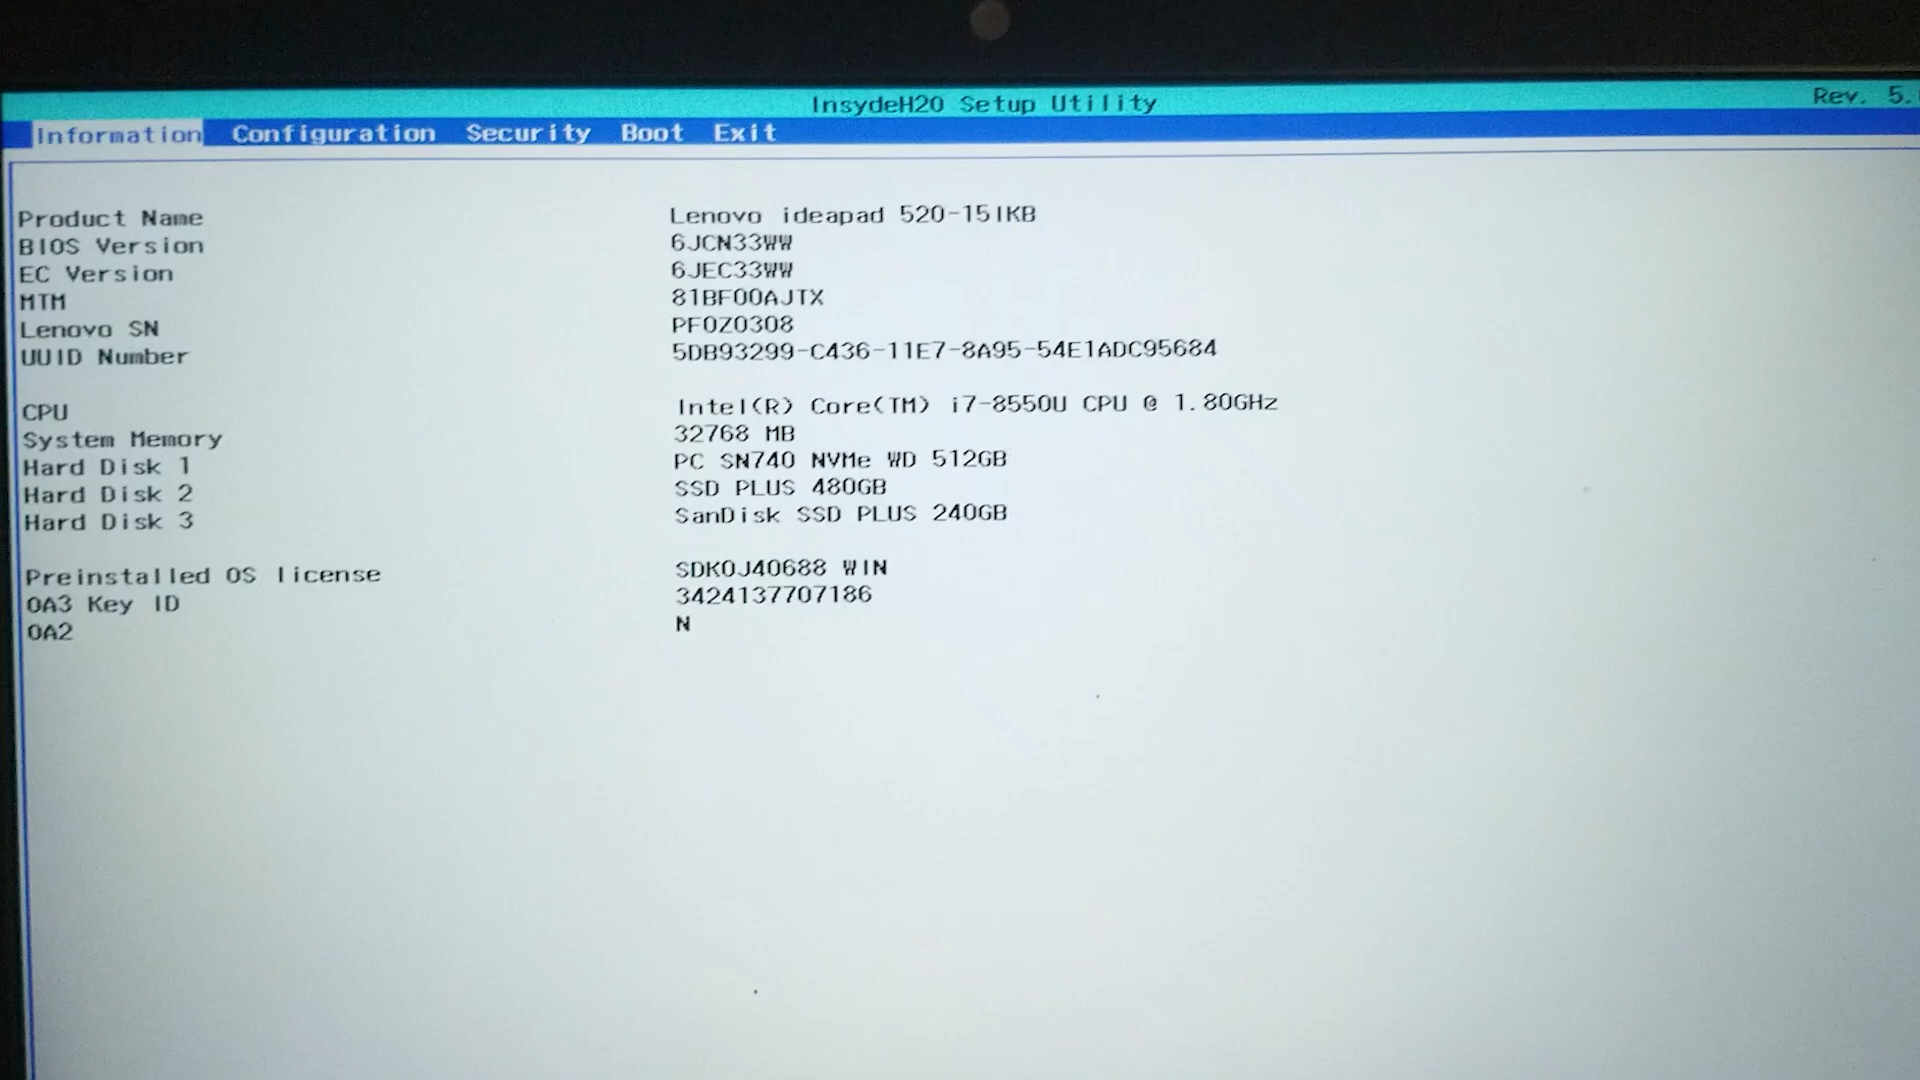 InsydeH20 Setup Utility
Rev. 5.
Information Configuration Security Boot Exit
Product Name Lenovo ideapad 520-15IKB
BIOS Version 6JCN33WW
EC Version 6JEC33WW
MTM 81BF00AJTX
Lenovo SN PF0Z0308
UUID Number 5DB93299-C436-11E7-8A95-54E1ADC95684
CPU Intel(R) Core(TM) i7-8550U CPU @ 1.80GHz
System Memory 32768 MB
Hard Disk 1 PC SN740 NVMe WD 512GB
Hard Disk 2 SSD PLUS 480GB
Hard Disk 3 SanDisk SSD PLUS 240GB
Preinstalled OS license SDK0J40688 WIN
OA3 Key ID 3424137707186
OA2 N